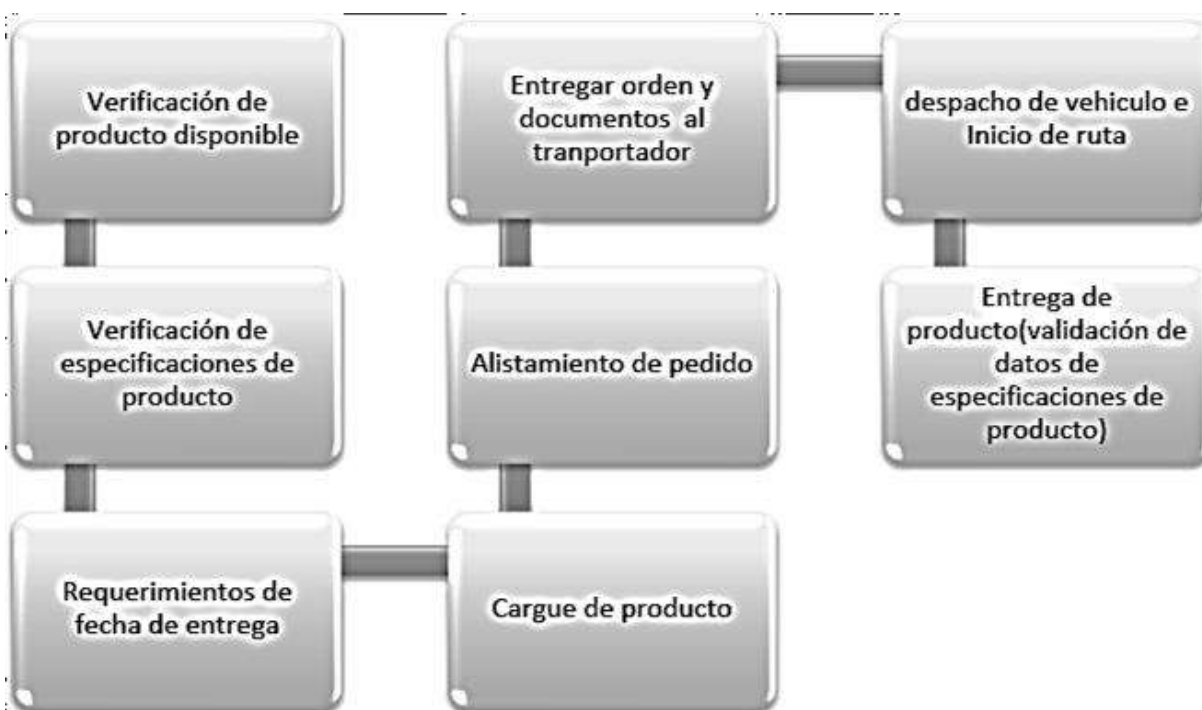 Verificación de
producto disponible
Verificación de
especificaciones de
producto
Requerimientos de
fecha de entrega
Cargue de producto
Alistamiento de pedido
Entregar orden y
documentos al
tranportador
despacho de vehiculo e
Inicio de ruta
Entrega de
producto(validación de
datos de
especificaciones de
producto)